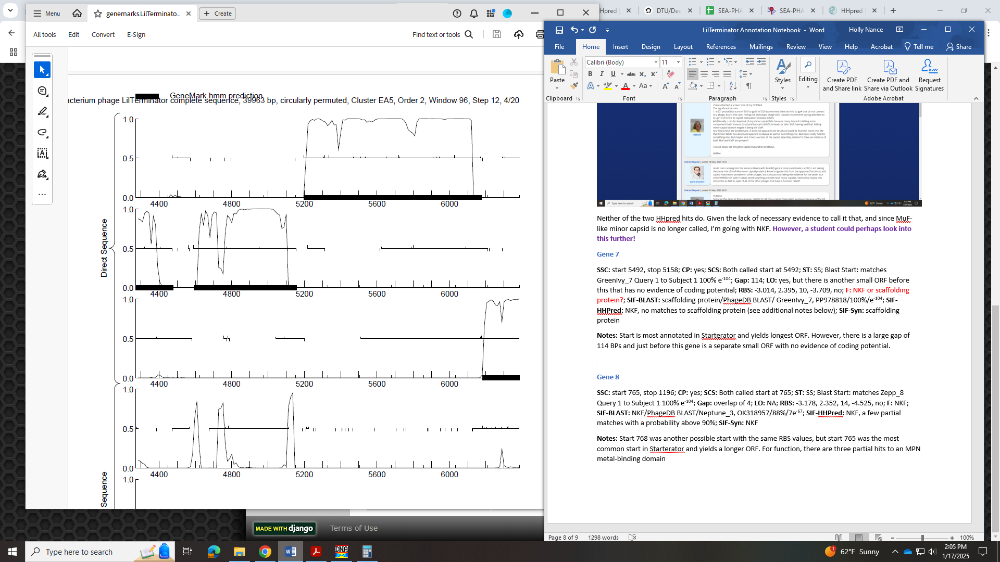 Menu
genemarks.LilTerminato...
Create
All tools
Edit
Convert
E-Sign
Find text or tools
GeneMark.hmm prediction
acterium phage LilTerminator complete sequence, 39963 bp, circularly permuted, Cluster EA5, Order 2, Window 96, Step 12, 4/20
1.0
0.5
0.0
4400 4800 5200 5600 6000
1.0
0.5
0.0
4400 4800 5200 5600 6000
1.0
0.5
0.0
4400 4800 5200 5600 6000
1.0
0.5
0.0
4400 4800 5200 5600 6000
1.0
Direct Sequence
Sequence
MADE WITH django
Terms of Use
Hpred
DTU/Dee
SEA-PHA
SEA-PHA
HHpred
LilTerminator Annotation Notebook - Word
Holly Nance
File Home Insert Design Layout References Mailings Review View Help Acrobat Tell me Share
Calibri (Body) 11
Paste
Styles
Editing
Create PDF and Share link
Create PDF and Share via Outlook
Request Signatures
Clipboard Font Paragraph Styles Adobe Acrobat
I have attached a screen shot of my HHPRed.
The significant hits are
I would easily call this gene capsid maturation protease.
debbie
debbie
Neither of the two HHpred hits do. Given the lack of necessary evidence to call it that, and since MuF-
like minor capsid is no longer called, I'm going with NKF. However, a student could perhaps look into
this further!
Gene 7
SSC: start 5492, stop 5158; CP: yes; SCS: Both called start at 5492; ST: SS; Blast Start: matches
GreenIvy_7 Query 1 to Subject 1 100% e-104; Gap: 114; LO: yes, but there is another small ORF before
this that has no evidence of coding potential; RBS: -3.014, 2.395, 10, -3.709, no; F: NKF or scaffolding
protein?; SIF-BLAST: scaffolding protein/PhageDB BLAST/ GreenIvy_7, PP978818/100%/e-104; SIF-
HHPred: NKF, no matches to scaffolding protein (see additional notes below); SIF-Syn: scaffolding
protein
Notes: Start is most annotated in Starterator and yields longest ORF. However, there is a large gap of
114 BPs and just before this gene is a separate small ORF with no evidence of coding potential.
Gene 8
SSC: start 765, stop 1196; CP: yes; SCS: Both called start at 765; ST: SS; Blast Start: matches Zepp_8
Query 1 to Subject 1 100% e-104; Gap: overlap of 4; LO: NA; RBS: -3.178, 2.352, 14, -4.525, no; F: NKF;
SIF-BLAST: NKF/PhageDB BLAST/Neptune_3, OK318957/88%/7e-67; SIF-HHPred: NKF, a few partial
matches with a probability above 90%; SIF-Syn: NKF
Notes: Start 768 was another possible start with the same RBS values, but start 765 was the most
common start in Starterator and yields a longer ORF. For function, there are three partial hits to an MPN
metal-binding domain
Page 8 of 9
1298 words
100%
Type here to search
62°F Sunny
2:05 PM
1/17/2025